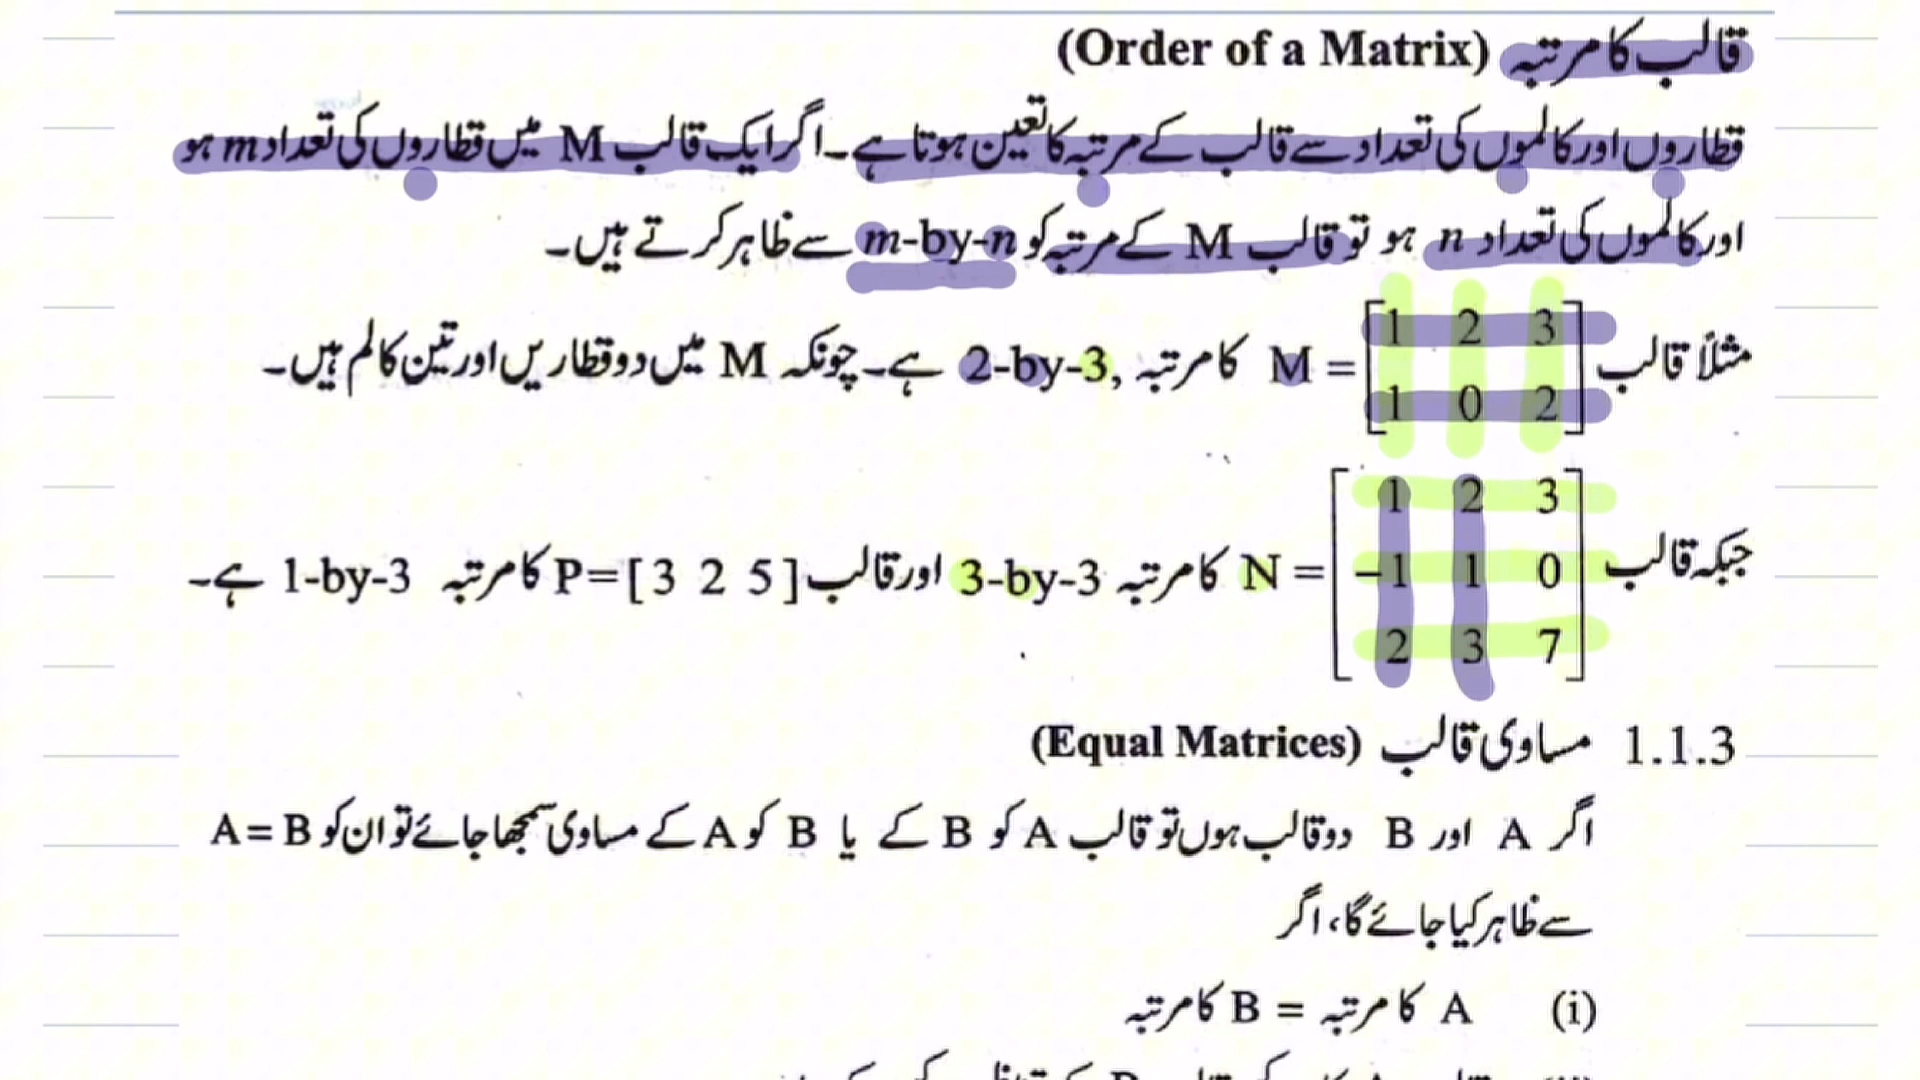 قالب کا مرتبہ (Order of a Matrix)
قطاروں اور کالموں کی تعداد سے قالب کے مرتبہ کا تعین ہوتا ہے۔ اگر ایک قالب M میں قطاروں کی تعداد m ہو
اور کالموں کی تعداد n ہو تو قالب M کے مرتبہ کو m-by-n سے ظاہر کرتے ہیں۔
مثلاً قالب M = [1 2 3
1 0 2] کا مرتبہ 2-by-3, ہے۔ چونکہ M میں دو قطاریں اور تین کالم ہیں۔
جبکہ قالب N = [1 2 3
−1 1 0
2 3 7] کا مرتبہ 3-by-3 اور قالب P=[3 2 5] کا مرتبہ 1-by-3 ہے۔
1.1.3 مساوی قالب (Equal Matrices)
اگر A اور B دو قالب ہوں تو قالب A کو B کے یا B کو A کے مساوی سمجھا جائے تو ان کو A = B
سے ظاہر کیا جائے گا، اگر
(i) A کا مرتبہ = B کا مرتبہ